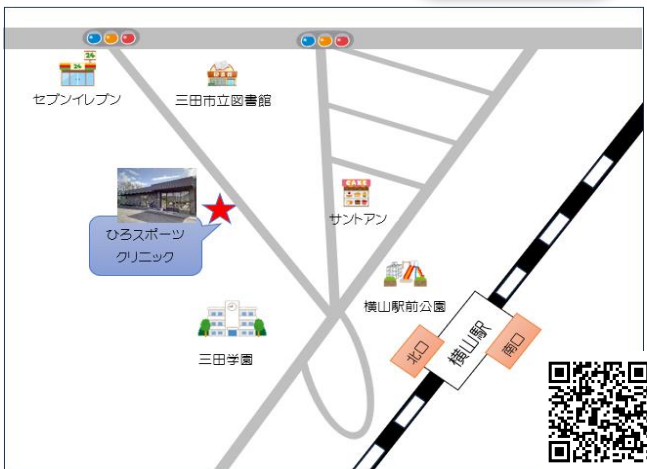 セブンイレブン
三田市立図書館
ひろスポーツ
クリニック
サントアン
横山駅前公園
三田学園
北口
横山駅
南口